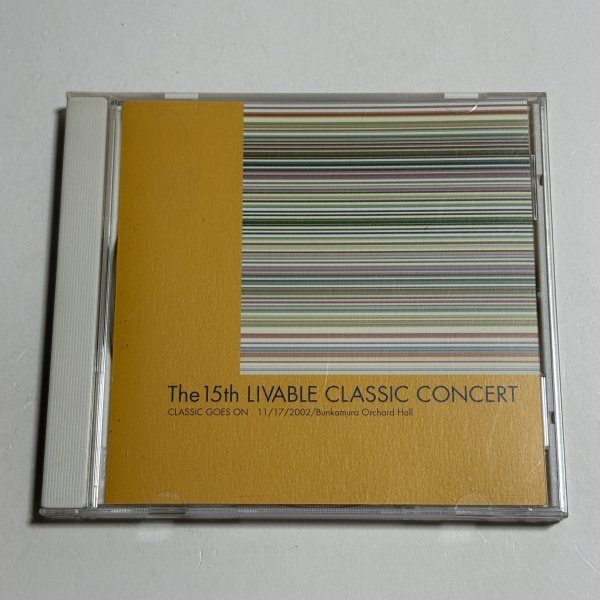 The 15th LIVABLE CLASSIC CONCERT
CLASSIC GOES ON 11/17/2002/Bunkamura Orchard Hall